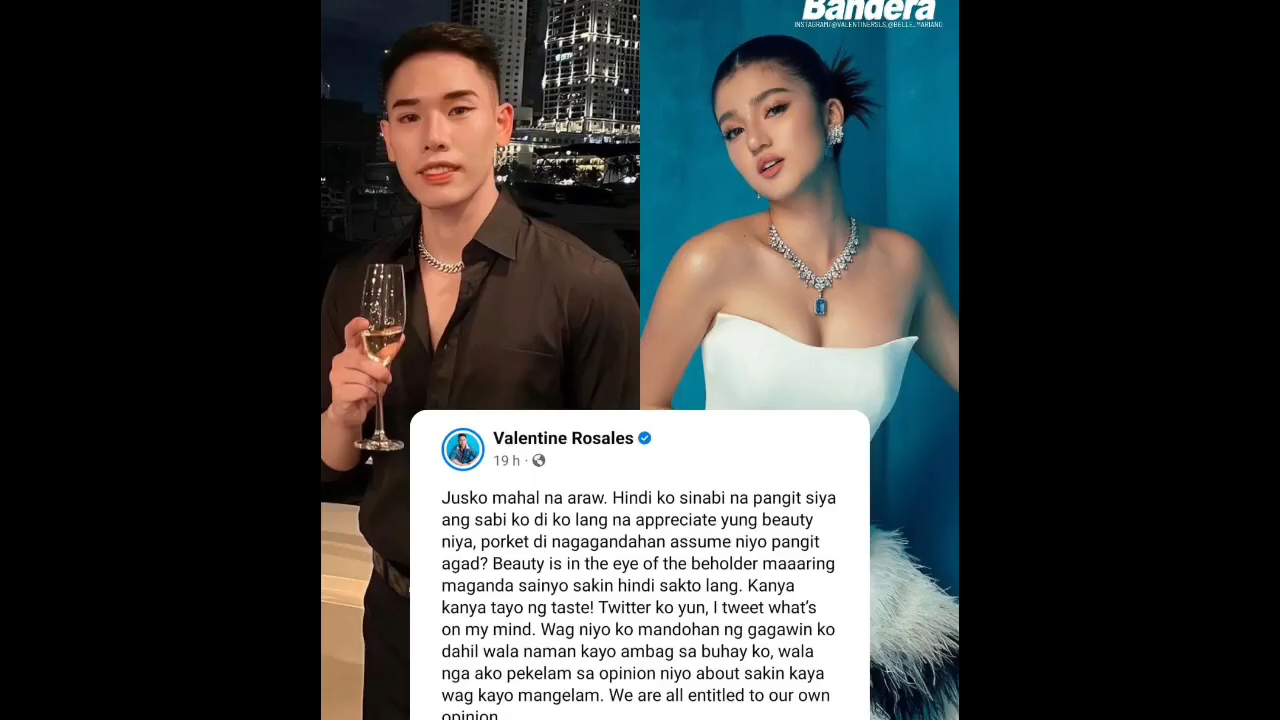 Bandera
INSTAGRAM/@VALENTINERSLS,@BELLE_MARIANO
Valentine Rosales
19 h ·
Jusko mahal na araw. Hindi ko sinabi na pangit siya
ang sabi ko di ko lang na appreciate yung beauty
niya, porket di nagagandahan assume niyo pangit
agad? Beauty is in the eye of the beholder maaaring
maganda sainyo sakin hindi sakto lang. Kanya
kanya tayo ng taste! Twitter ko yun, I tweet what's
on my mind. Wag niyo ko mandohan ng gagawin ko
dahil wala naman kayo ambag sa buhay ko, wala
nga ako pekelam sa opinion niyo about sakin kaya
wag kayo mangelam. We are all entitled to our own
opinion